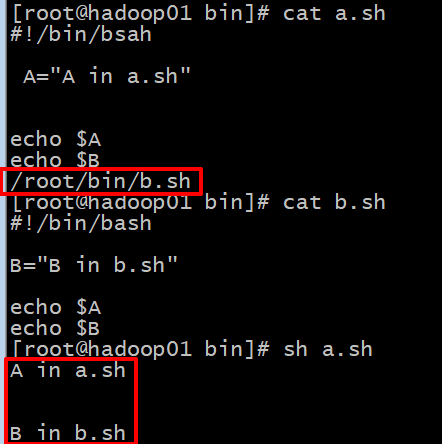 [root@hadoop01 bin]# cat a.sh
#!/bin/bsah
A="A in a.sh"
echo $A
echo $B
/root/bin/b.sh
[root@hadoop01 bin]# cat b.sh
#!/bin/bash
B="B in b.sh"
echo $A
echo $B
[root@hadoop01 bin]# sh a.sh
A in a.sh
B in b.sh